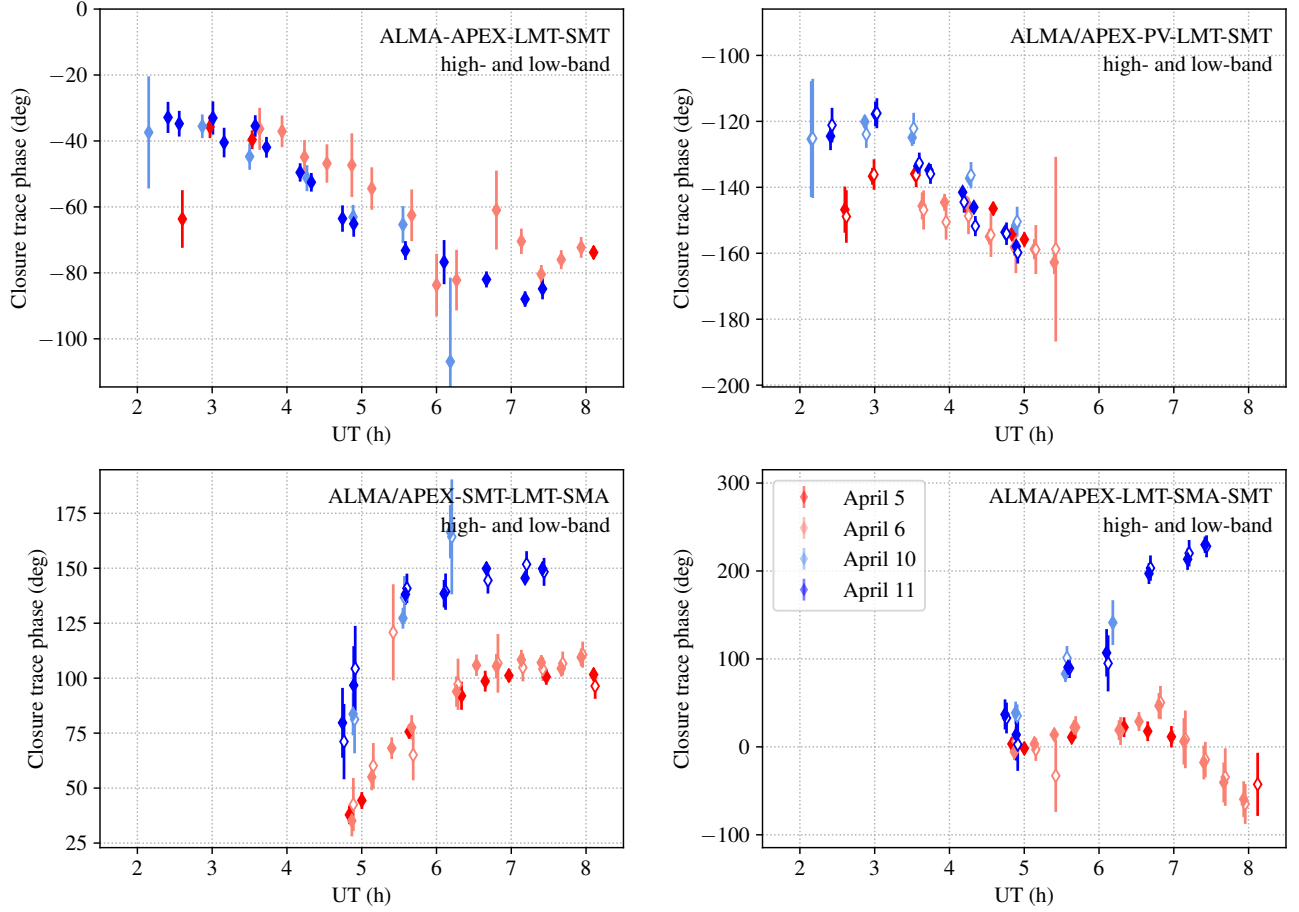 ALMA-APEX-LMT-SMT
high- and low-band
0
−20
−40
−60
−80
−100
Closure trace phase (deg)
2 3 4 5 6 7 8
UT (h)
ALMA/APEX-PV-LMT-SMT
high- and low-band
−100
−120
−140
−160
−180
−200
Closure trace phase (deg)
2 3 4 5 6 7 8
UT (h)
ALMA/APEX-SMT-LMT-SMA
high- and low-band
175
150
125
100
75
50
25
Closure trace phase (deg)
2 3 4 5 6 7 8
UT (h)
ALMA/APEX-LMT-SMA-SMT
high- and low-band
April 5
April 6
April 10
April 11
300
200
100
0
−100
Closure trace phase (deg)
2 3 4 5 6 7 8
UT (h)